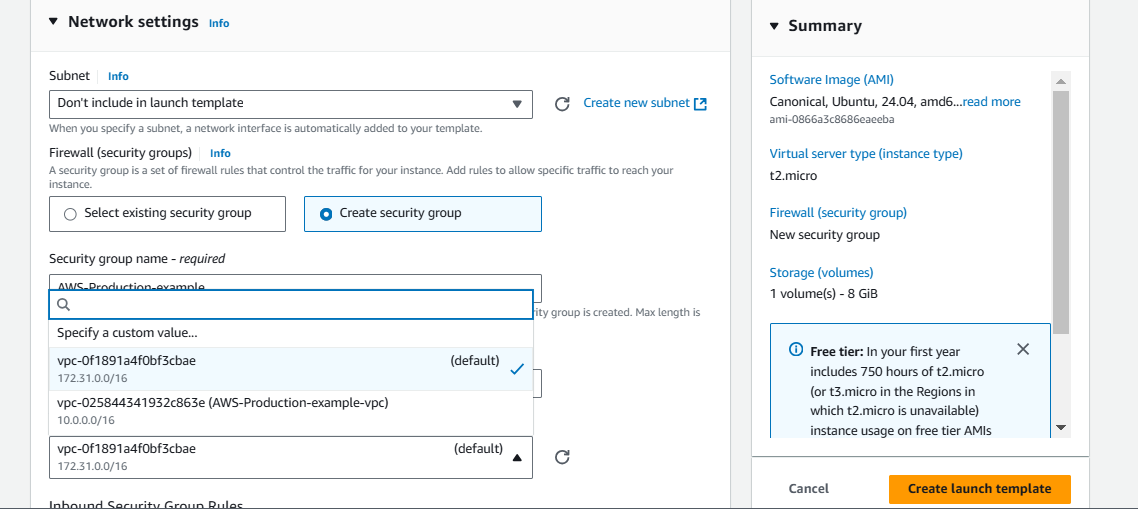 Network settings Info
Subnet Info
Don't include in launch template
Create new subnet
When you specify a subnet, a network interface is automatically added to your template.
Firewall (security groups) Info
A security group is a set of firewall rules that control the traffic for your instance. Add rules to allow specific traffic to reach your
instance.
Select existing security group
Create security group
Security group name - required
AWS-Production-example
ity group is created. Max length is
Specify a custom value...
vpc-0f1891a4f0bf3cbae (default)
172.31.0.0/16
vpc-025844341932c863e (AWS-Production-example-vpc)
10.0.0.0/16
vpc-0f1891a4f0bf3cbae (default)
172.31.0.0/16
Inbound Security Group Rules
Summary
Software Image (AMI)
Canonical, Ubuntu, 24.04, amd6...read more
ami-0866a3c8686eaeeba
Virtual server type (instance type)
t2.micro
Firewall (security group)
New security group
Storage (volumes)
1 volume(s) - 8 GiB
Free tier: In your first year
includes 750 hours of t2.micro
(or t3.micro in the Regions in
which t2.micro is unavailable)
instance usage on free tier AMIs
Cancel
Create launch template